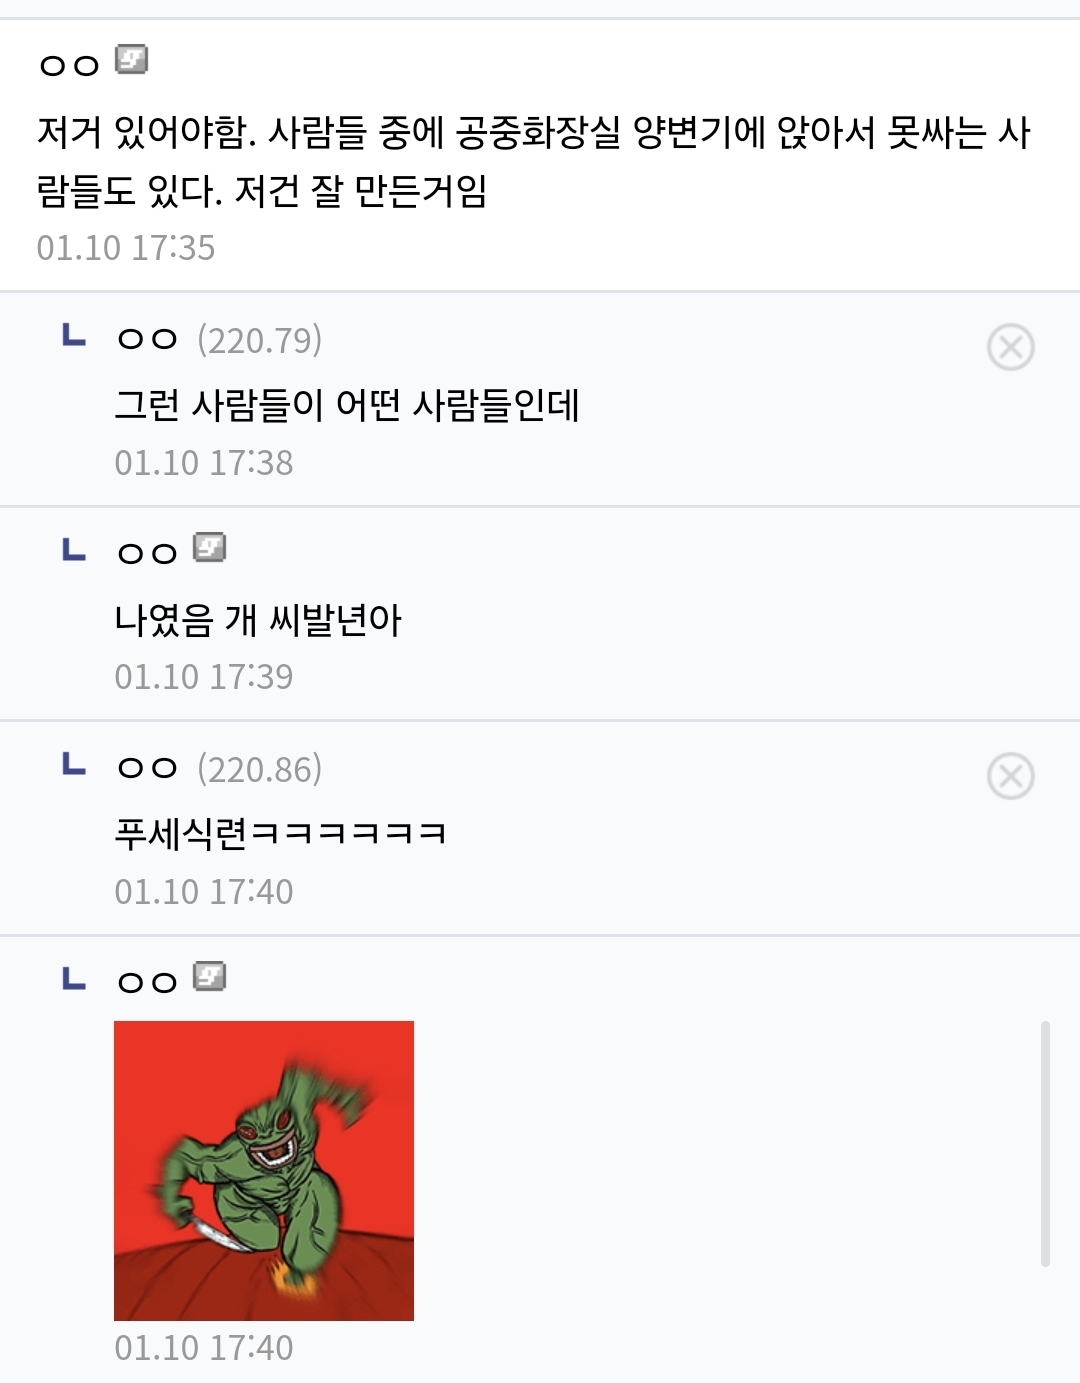 ㅇㅇ
저거 있어야함. 사람들 중에 공중화장실 양변기에 앉아서 못싸는 사
람들도 있다. 저건 잘 만든거임
01.10 17:35
ㅇㅇ (220.79)
그런 사람들이 어떤 사람들인데
01.10 17:38
ㅇㅇ
나였음 개 씨발년아
01.10 17:39
ㅇㅇ (220.86)
푸세식련ㅋㅋㅋㅋㅋㅋ
01.10 17:40
ㅇㅇ
01.10 17:40